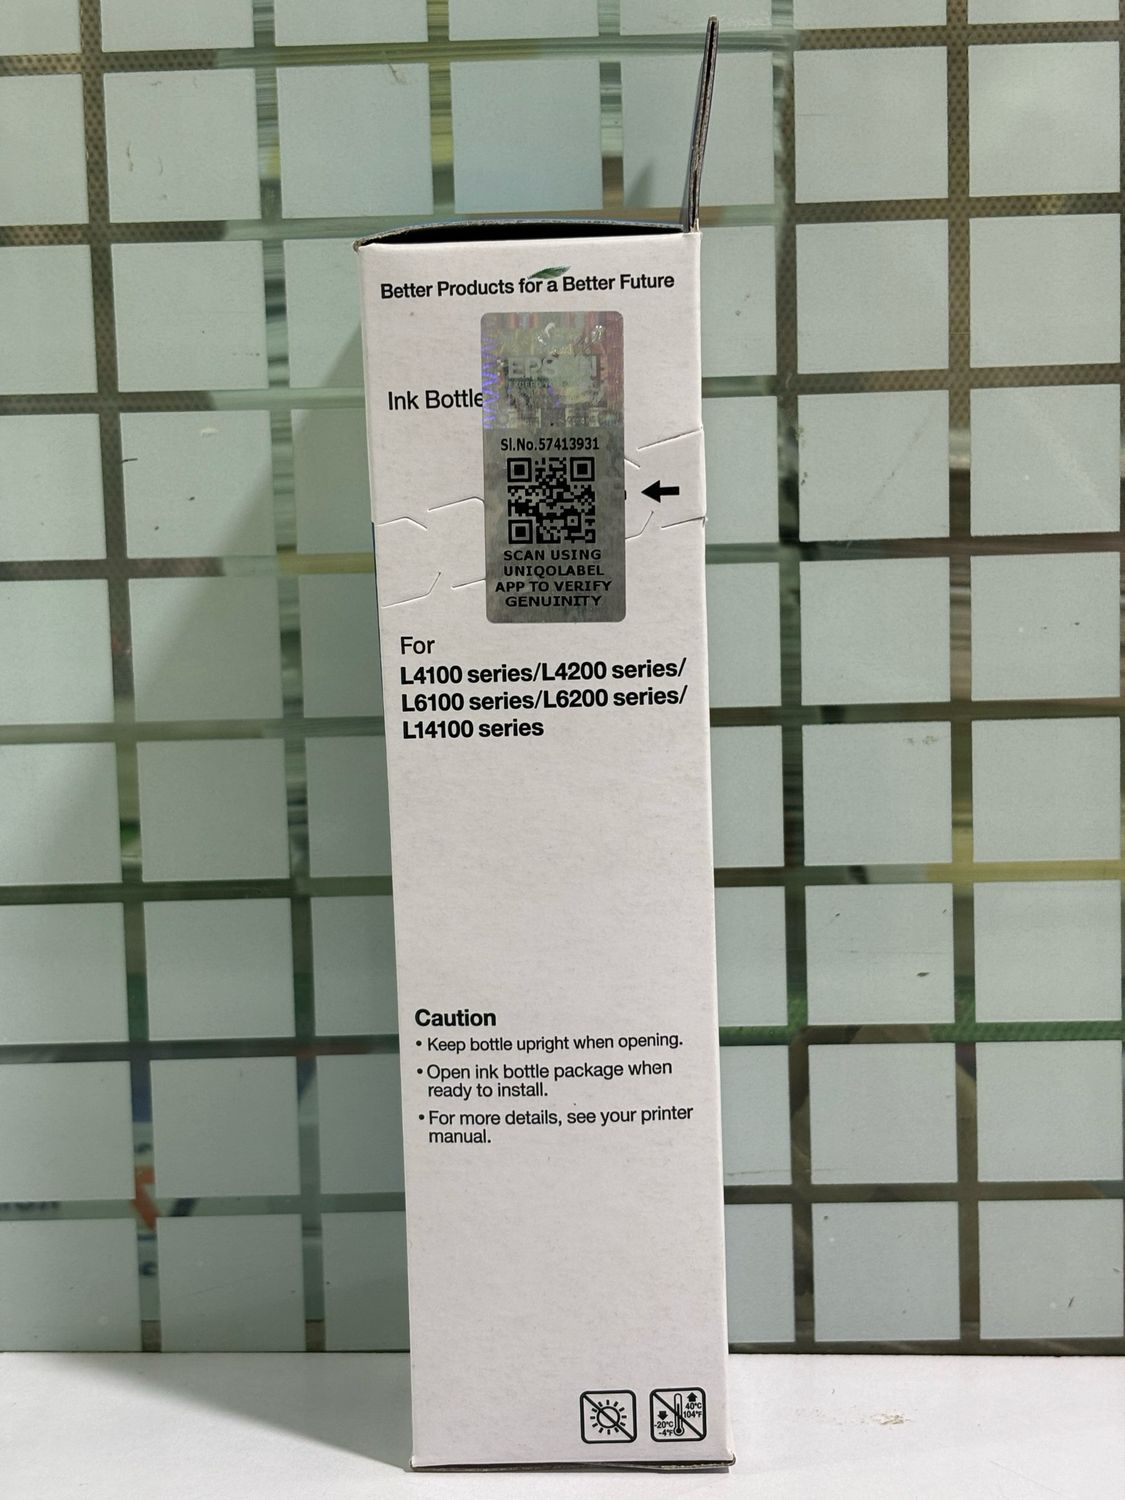 Better Products for a Better Future
Ink Bottle
EPSON
Sl.No.57413931
SCAN USING
UNIQOLABEL
APP TO VERIFY
GENUINITY
For
L4100 series/L4200 series/
L6100 series/L6200 series/
L14100 series
Caution
• Keep bottle upright when opening.
• Open ink bottle package when
ready to install.
• For more details, see your printer
manual.
40°C
104°F
-20°C
-4°F